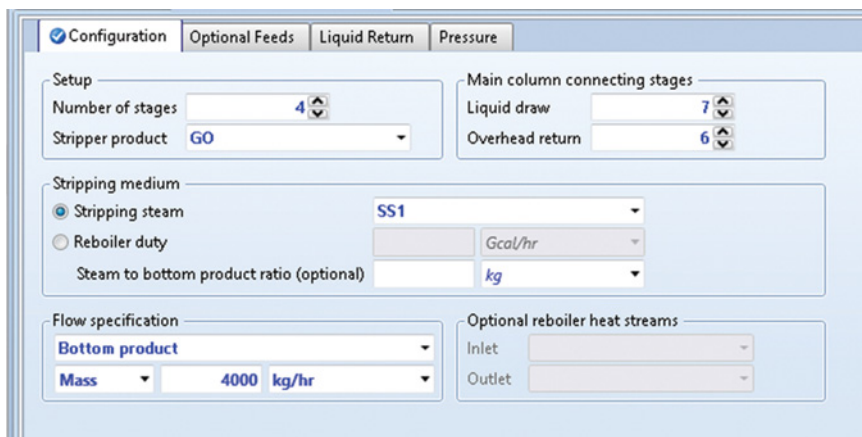 Configuration Optional Feeds Liquid Return Pressure
Setup
Number of stages 4
Stripper product GO
Main column connecting stages
Liquid draw 7
Overhead return 6
Stripping medium
Stripping steam SS1
Reboiler duty Gcal/hr
Steam to bottom product ratio (optional) kg
Flow specification
Bottom product
Mass 4000 kg/hr
Optional reboiler heat streams
Inlet
Outlet